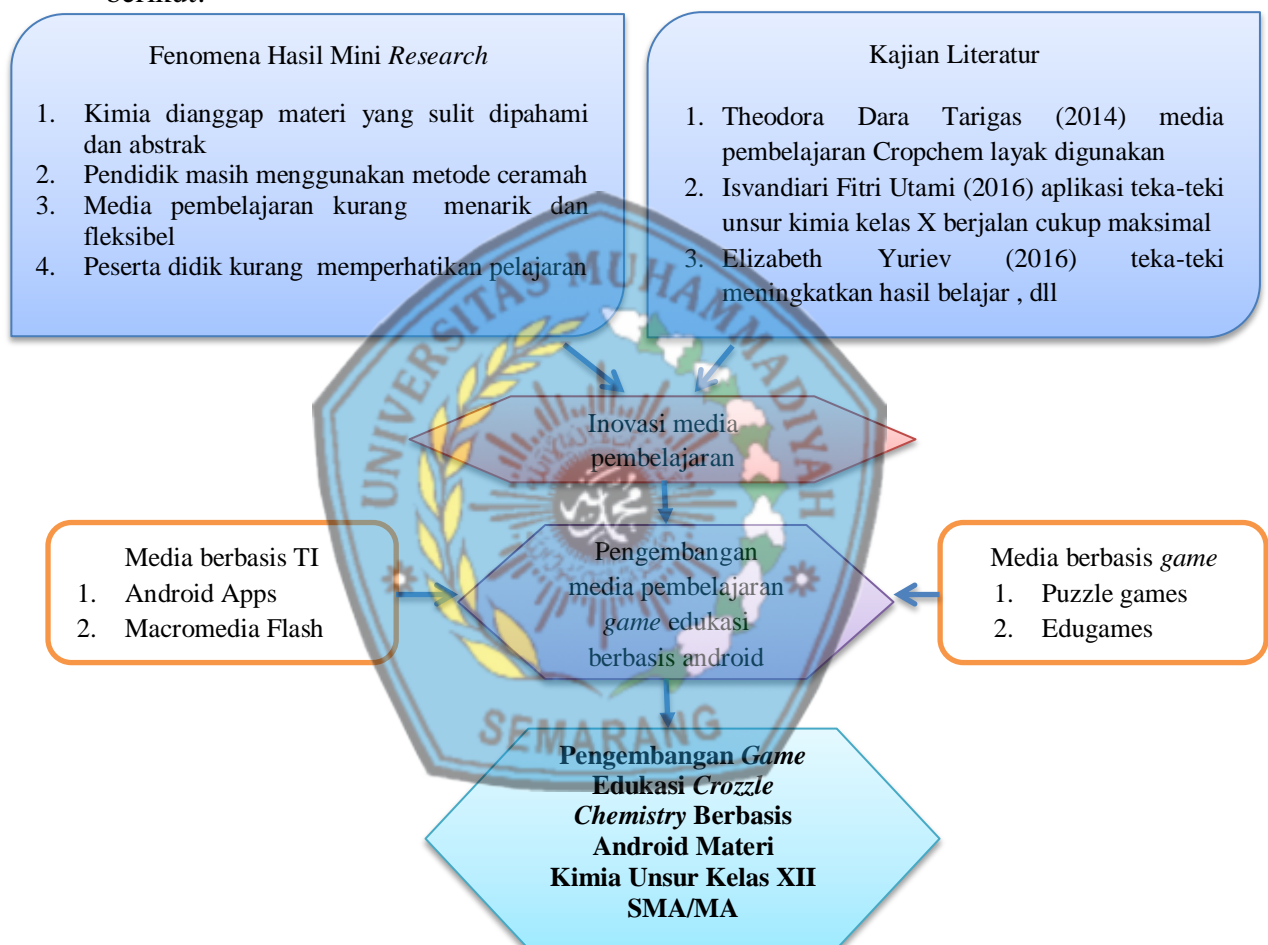 berikut:
Fenomena Hasil Mini Research
1. Kimia dianggap materi yang sulit dipahami
dan abstrak
2. Pendidik masih menggunakan metode ceramah
3. Media pembelajaran kurang menarik dan
fleksibel
4. Peserta didik kurang memperhatikan pelajaran
Kajian Literatur
1. Theodora Dara Tarigas (2014) media
pembelajaran Cropchem layak digunakan
2. Isvandiari Fitri Utami (2016) aplikasi teka-teki
unsur kimia kelas X berjalan cukup maksimal
3. Elizabeth Yuriev (2016) teka-teki
meningkatkan hasil belajar , dll
UNIVERSITAS MUHAMMADIYAH
SEMARANG
Inovasi media
pembelajaran
Media berbasis TI
1. Android Apps
2. Macromedia Flash
Pengembangan
media pembelajaran
game edukasi
berbasis android
Media berbasis game
1. Puzzle games
2. Edugames
Pengembangan Game
Edukasi Crozzle
Chemistry Berbasis
Android Materi
Kimia Unsur Kelas XII
SMA/MA